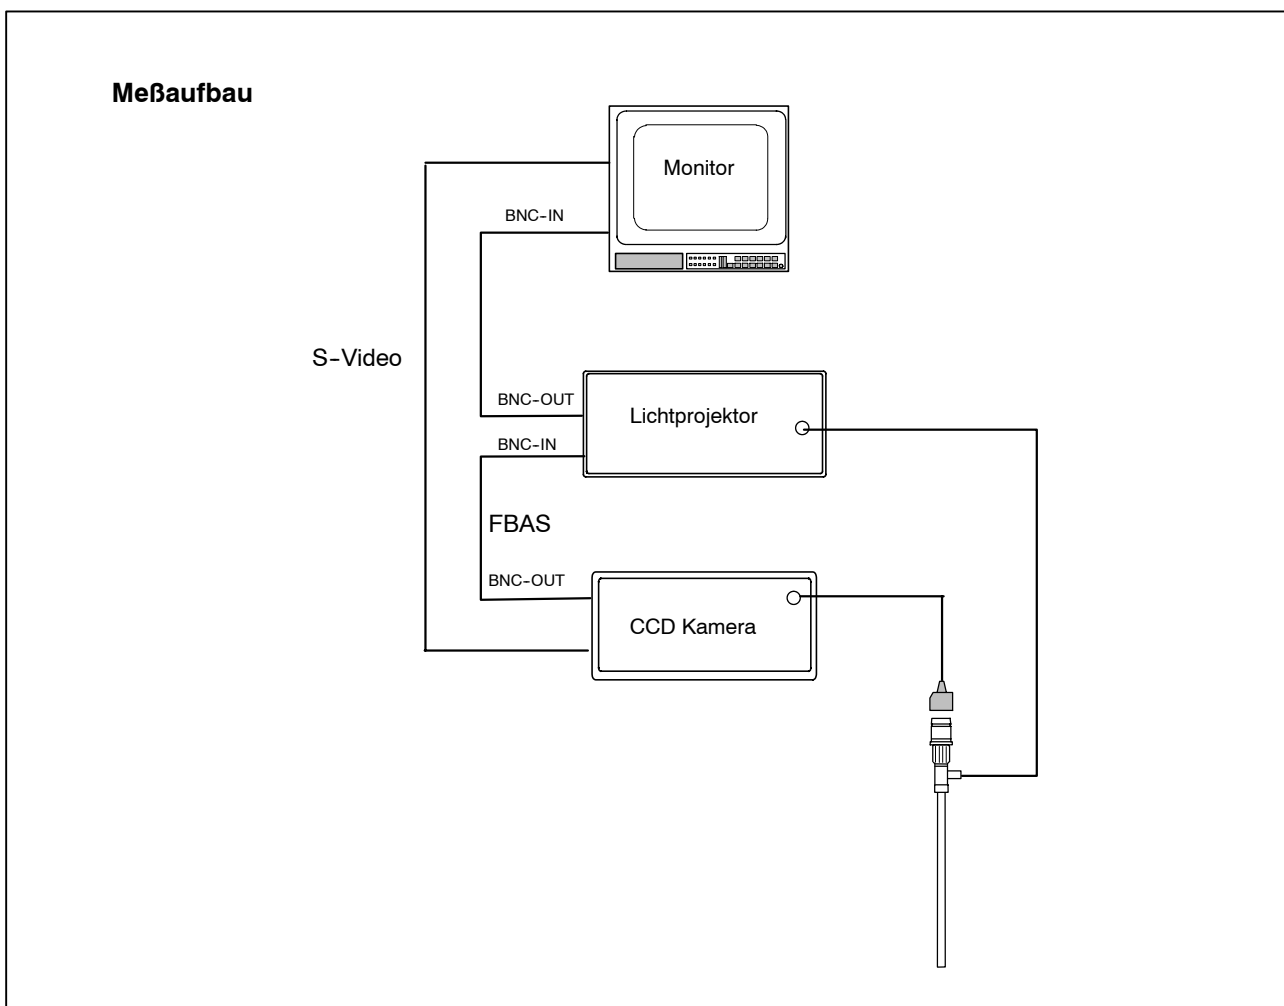 Meßaufbau
Monitor
BNC-IN
S-Video
BNC-OUT
Lichtprojektor
BNC-IN
FBAS
BNC-OUT
CCD Kamera